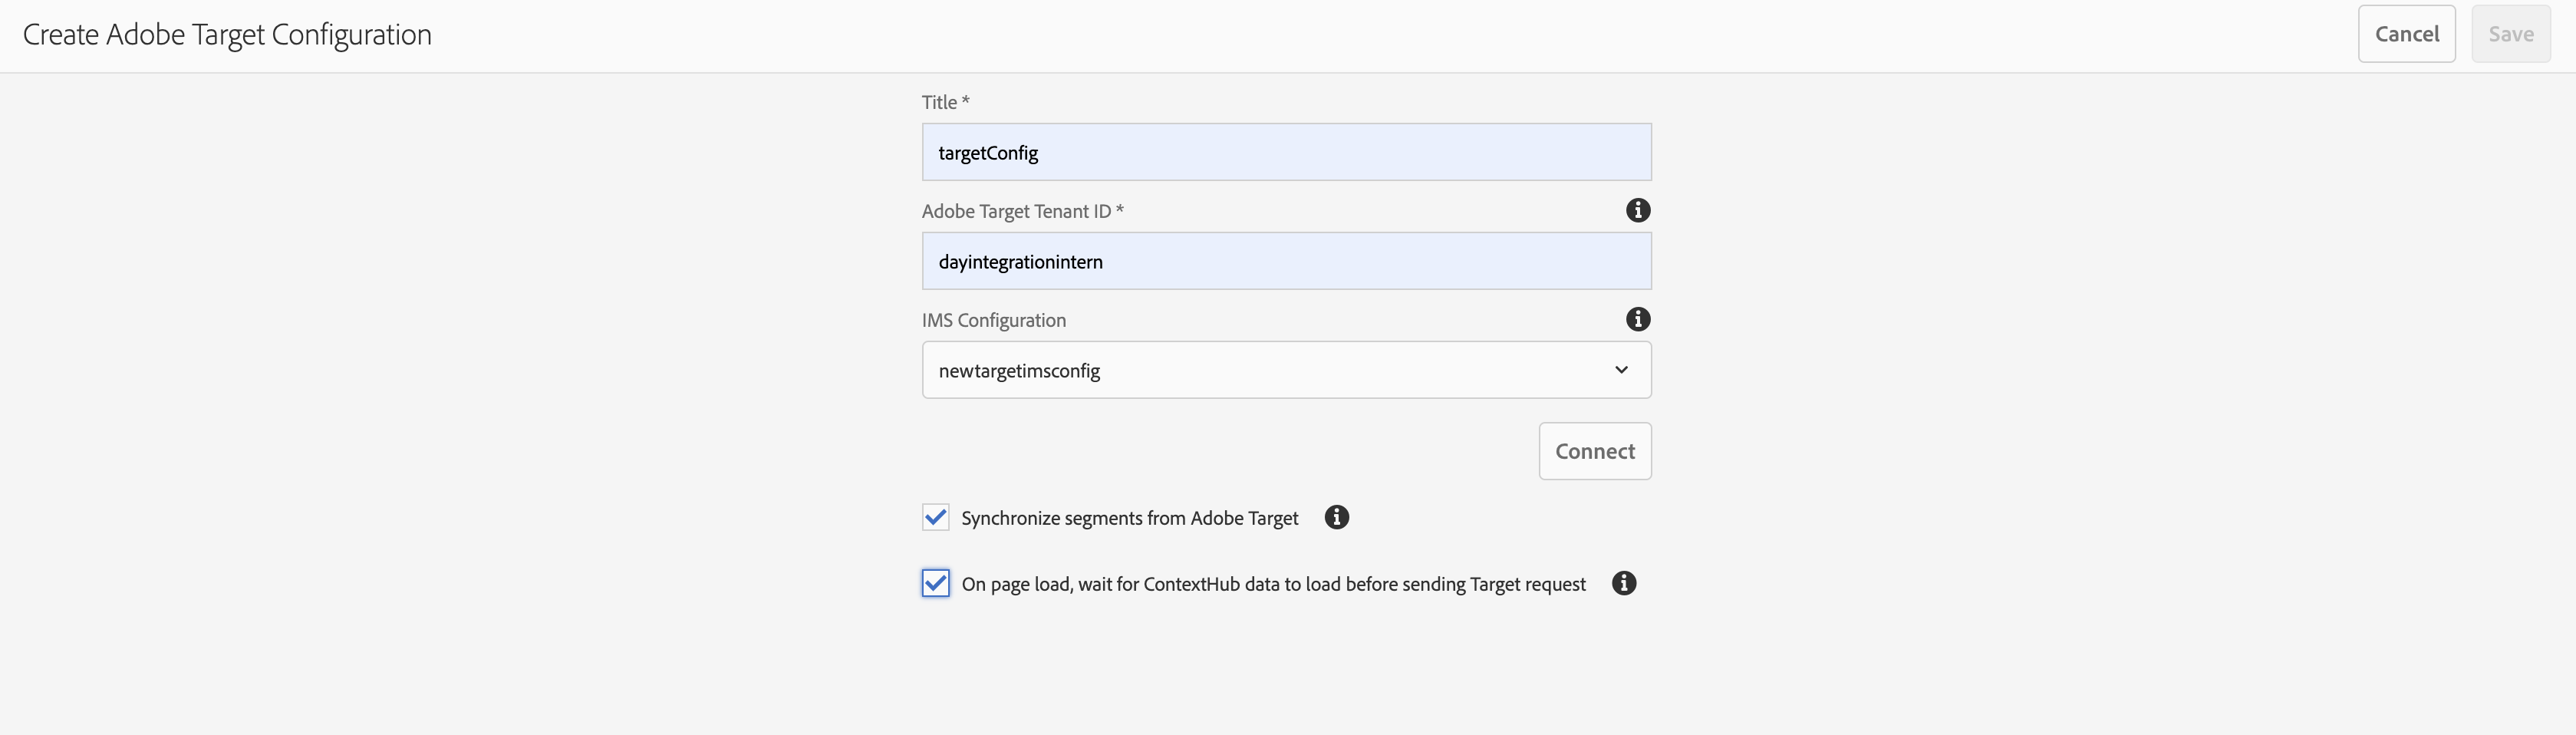 Create Adobe Target Configuration
Cancel
Save
Title *
targetConfig
Adobe Target Tenant ID *
dayintegrationintern
IMS Configuration
newtargetimsconfig
Connect
Synchronize segments from Adobe Target
On page load, wait for ContextHub data to load before sending Target request